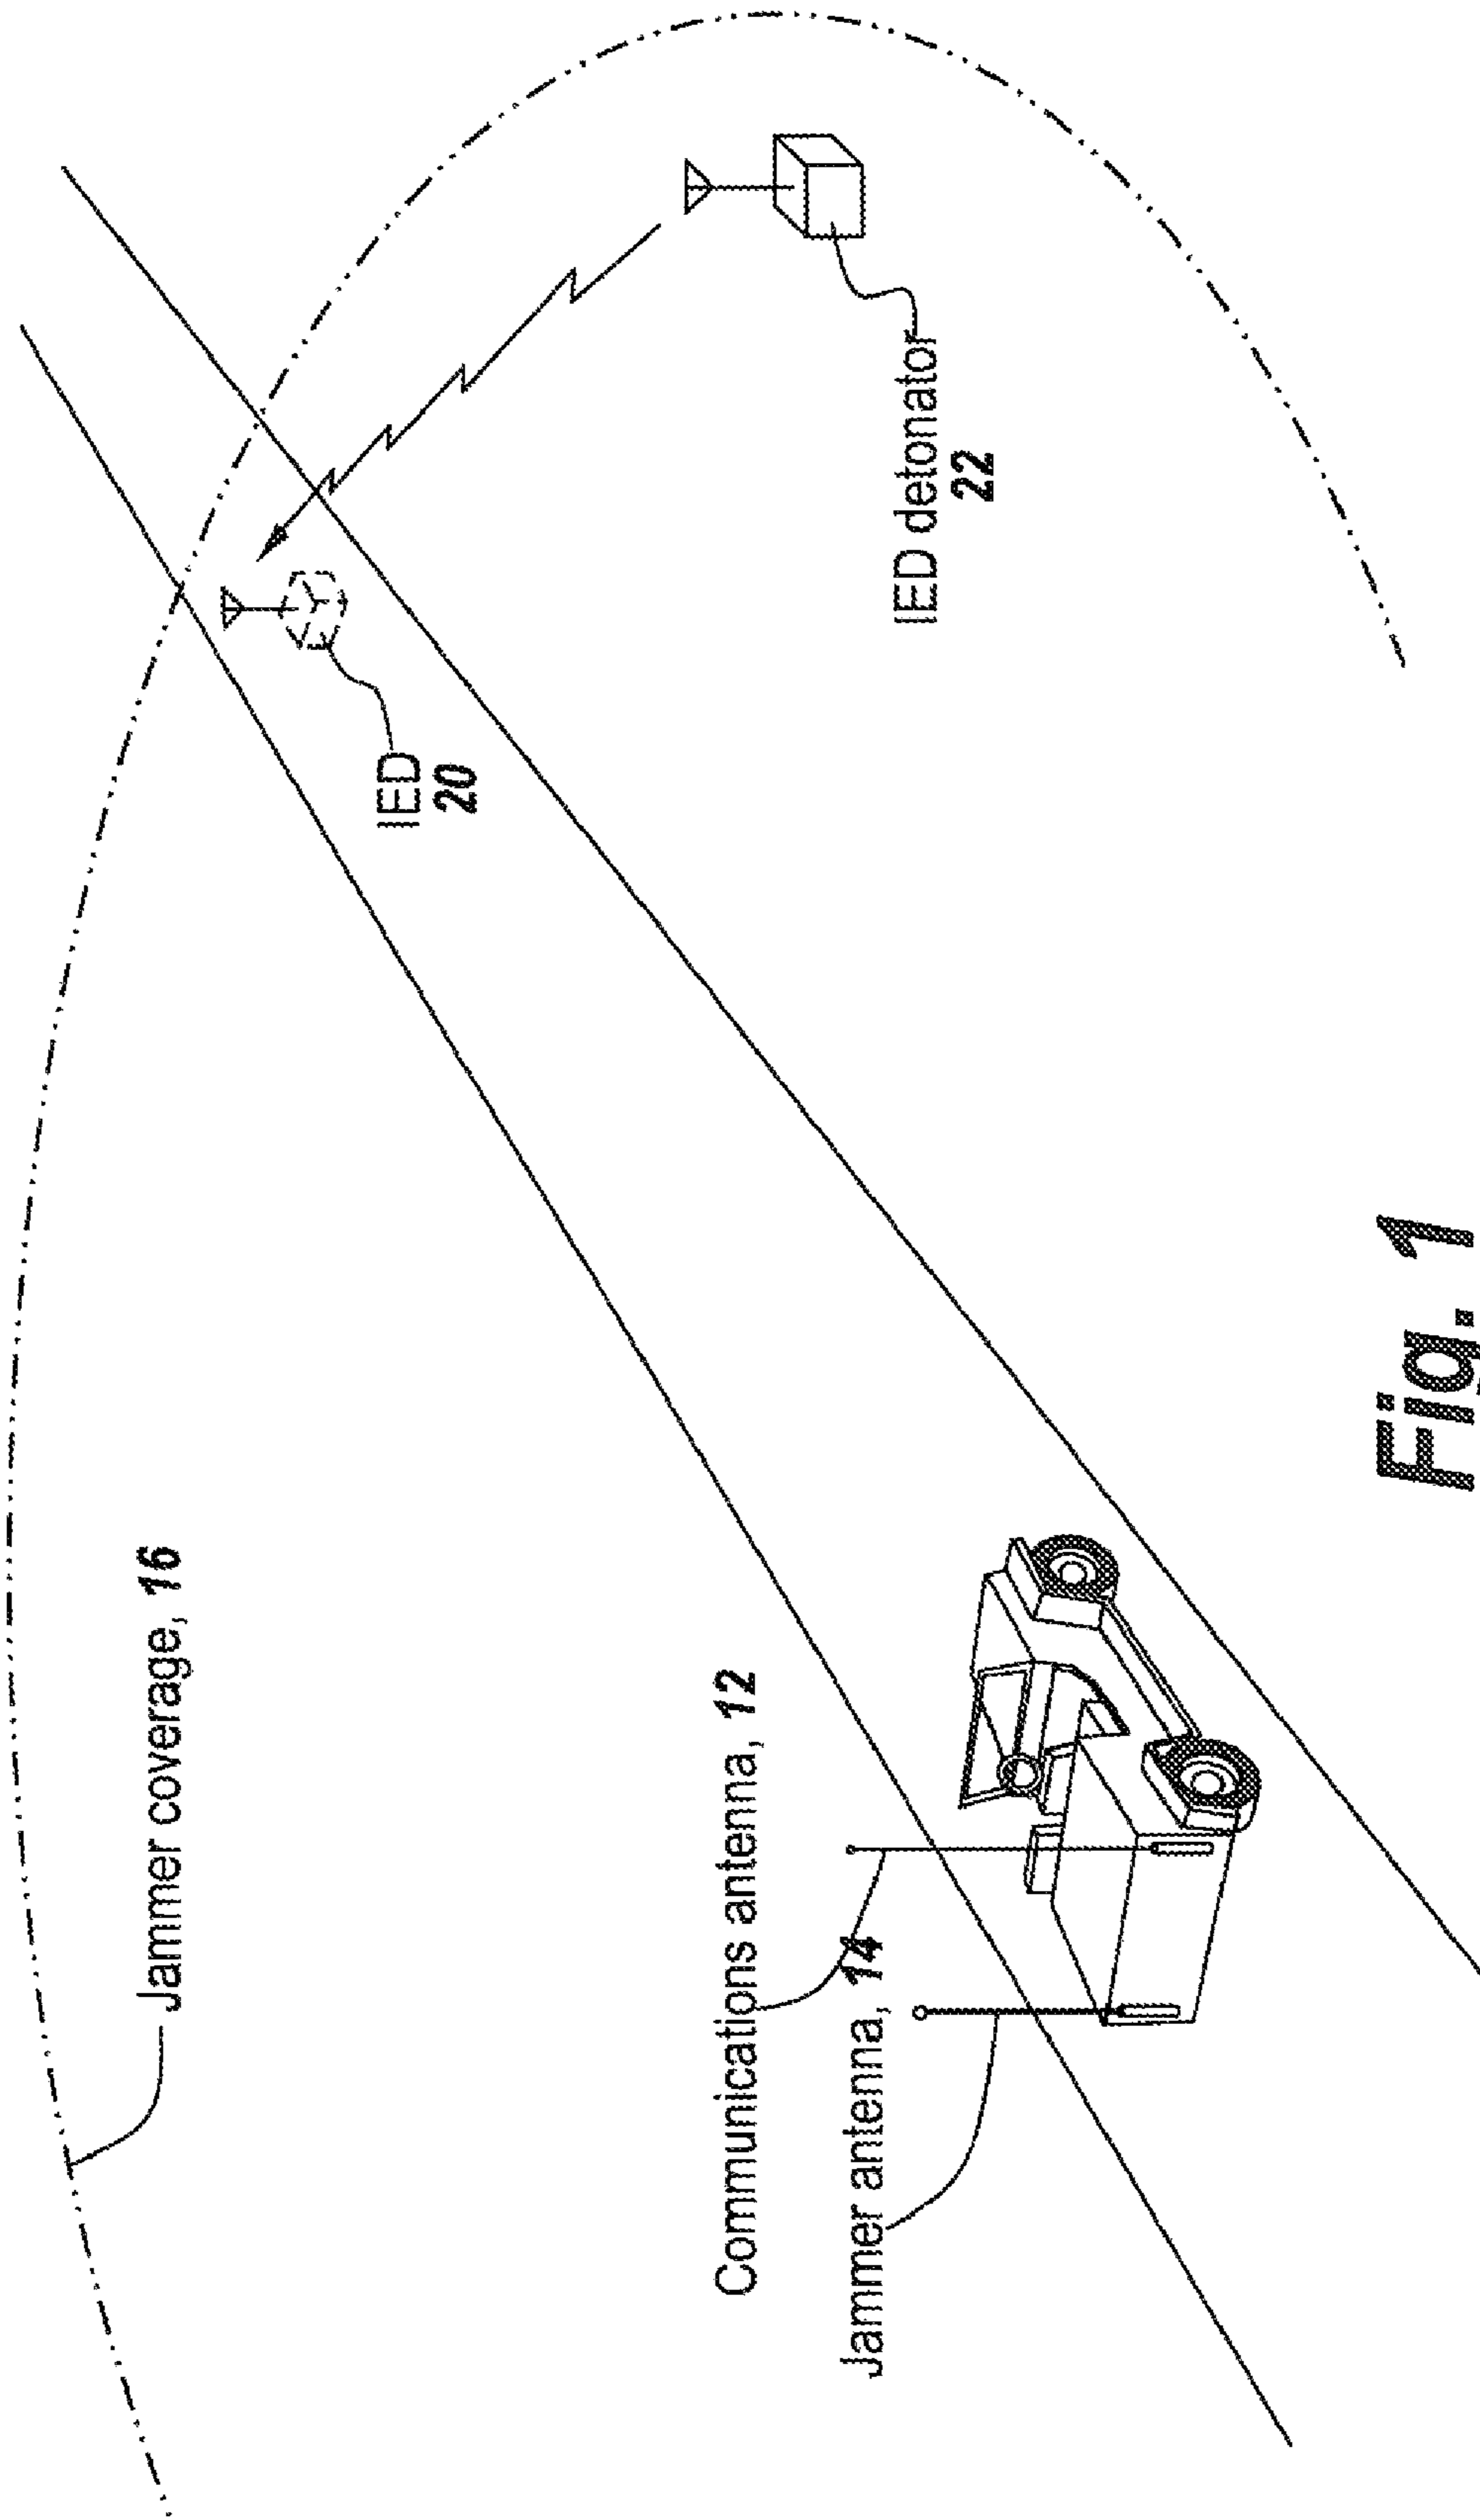 Jammer coverage, 16
Communications antenna, 12
Jammer antenna, 14
IED
20
IED detonator
22
Fig. 1